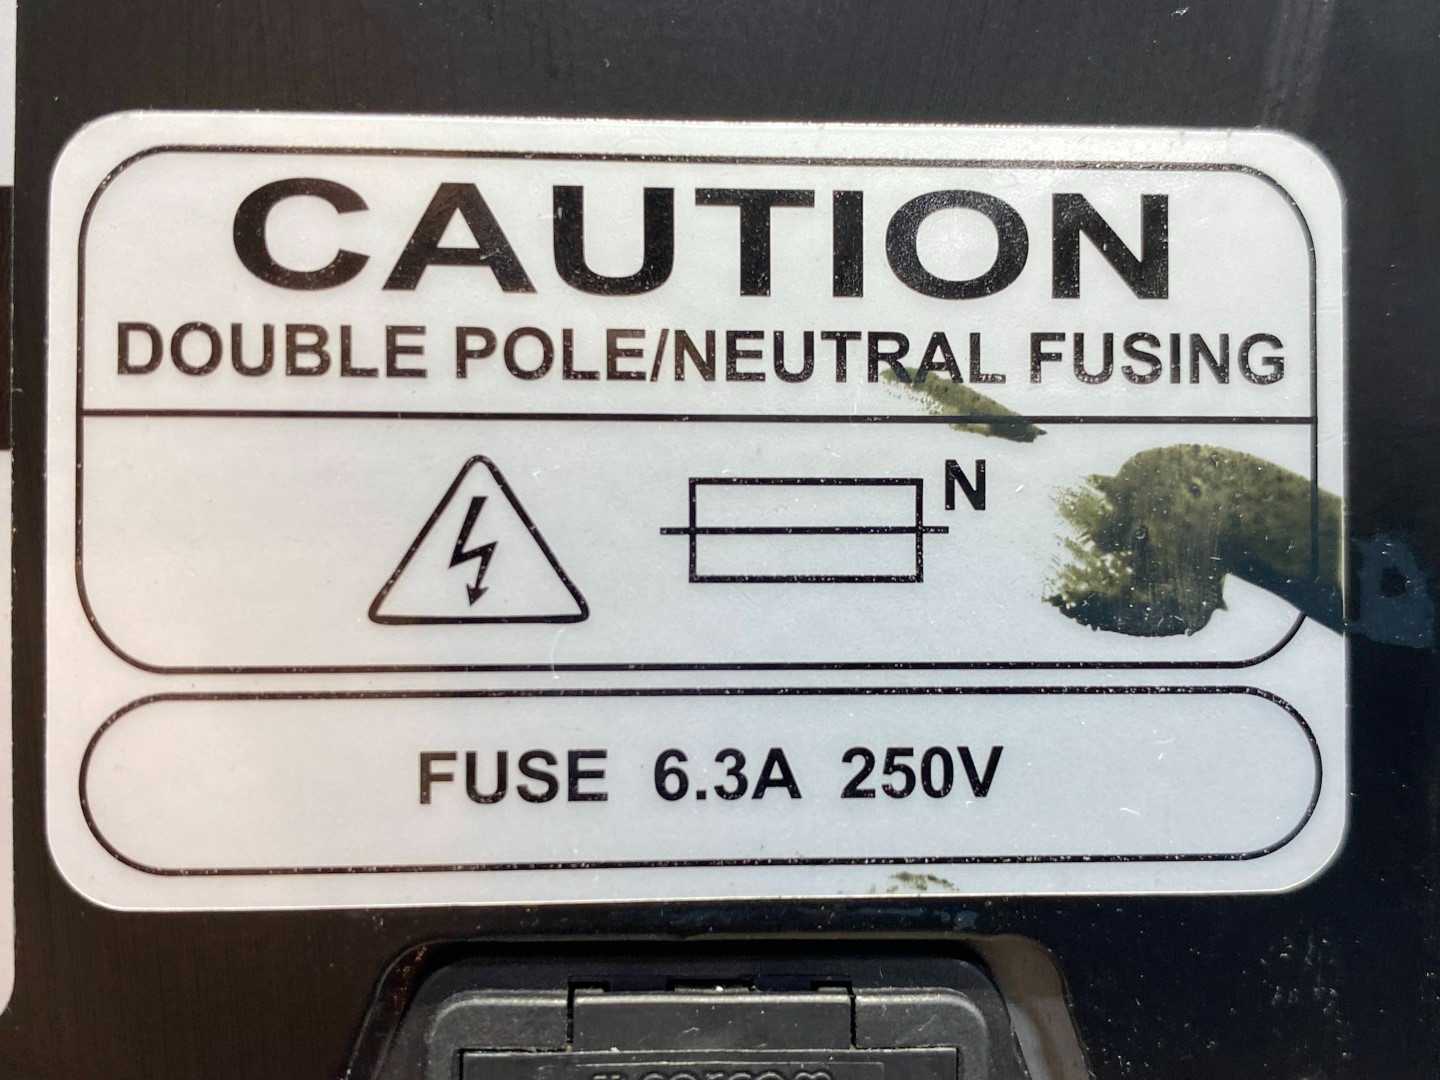 CAUTION
DOUBLE POLE/NEUTRAL FUSING
N
FUSE 6.3A 250V